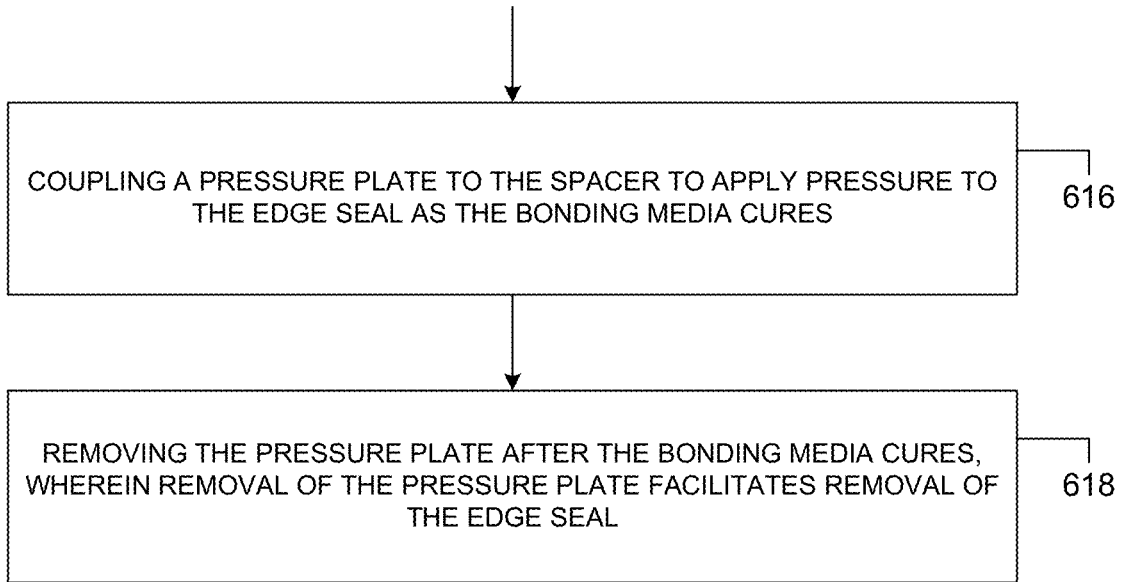 COUPLING A PRESSURE PLATE TO THE SPACER TO APPLY PRESSURE TO
THE EDGE SEAL AS THE BONDING MEDIA CURES
616
REMOVING THE PRESSURE PLATE AFTER THE BONDING MEDIA CURES,
WHEREIN REMOVAL OF THE PRESSURE PLATE FACILITATES REMOVAL OF
THE EDGE SEAL
618